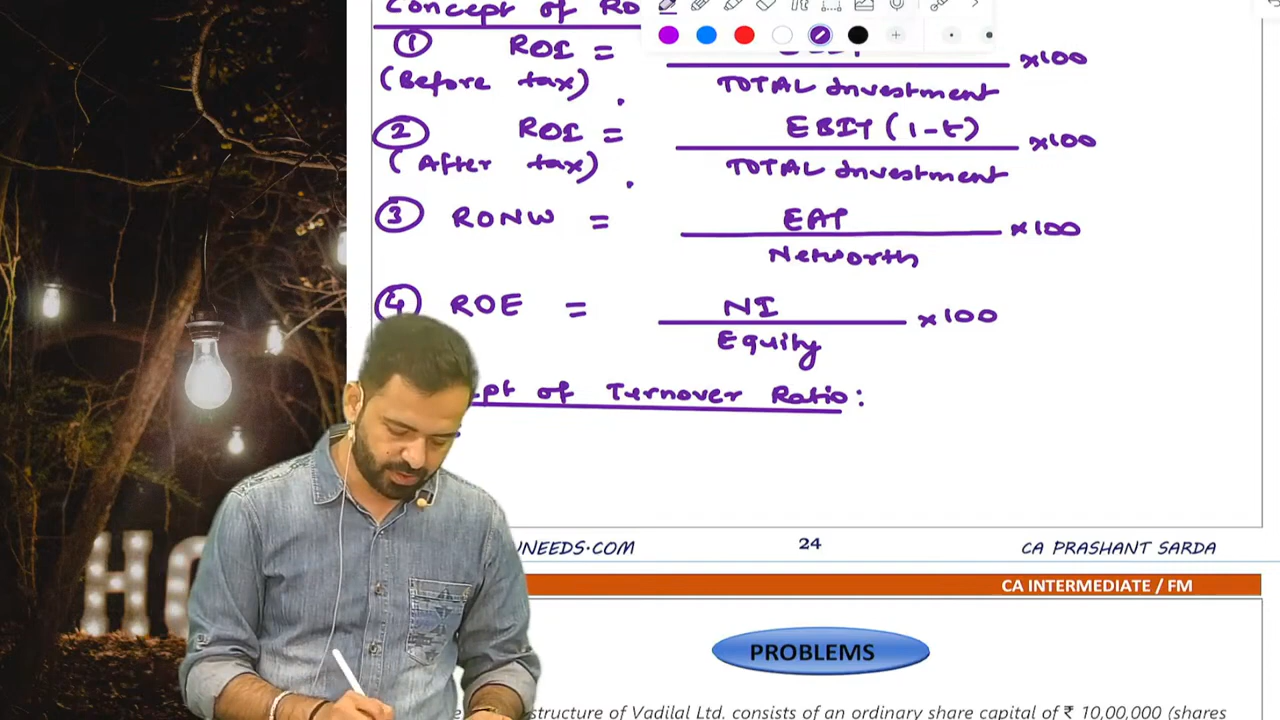 Concept of Ro
① ROI = ×100
(Before tax) TOTAL Investment
② ROI = EBIT (1-t) ×100
(After tax) TOTAL Investment
③ RONW = EAT ×100
Networth
④ ROE = NI ×100
Equity
ept of Turnover Ratio:
NEEDS.COM 24 CA PRASHANT SARDA
CA INTERMEDIATE / FM
PROBLEMS
structure of Vadilal Ltd. consists of an ordinary share capital of ₹ 10,00,000 (shares